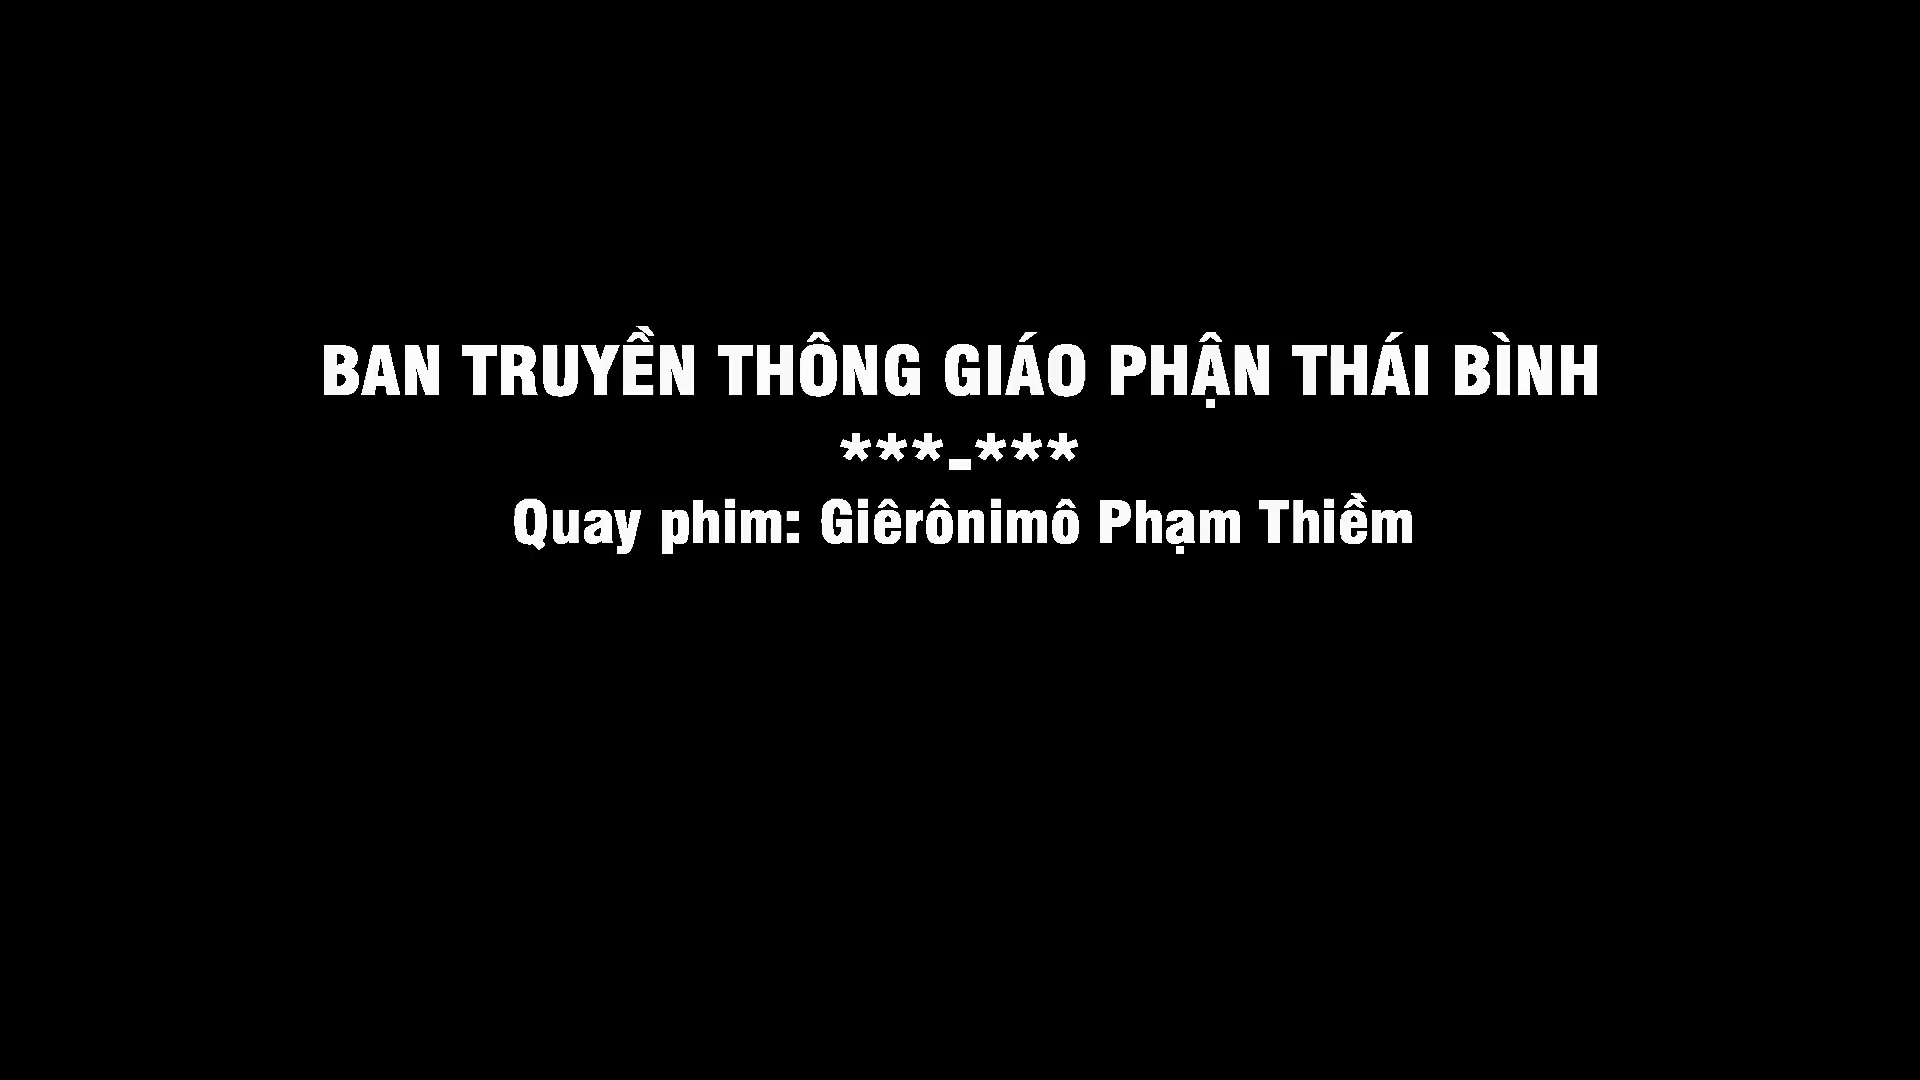 BAN TRUYỀN THÔNG GIÁO PHẬN THÁI BÌNH
***-***
Quay phim: Giêrônimô Phạm Thiềm